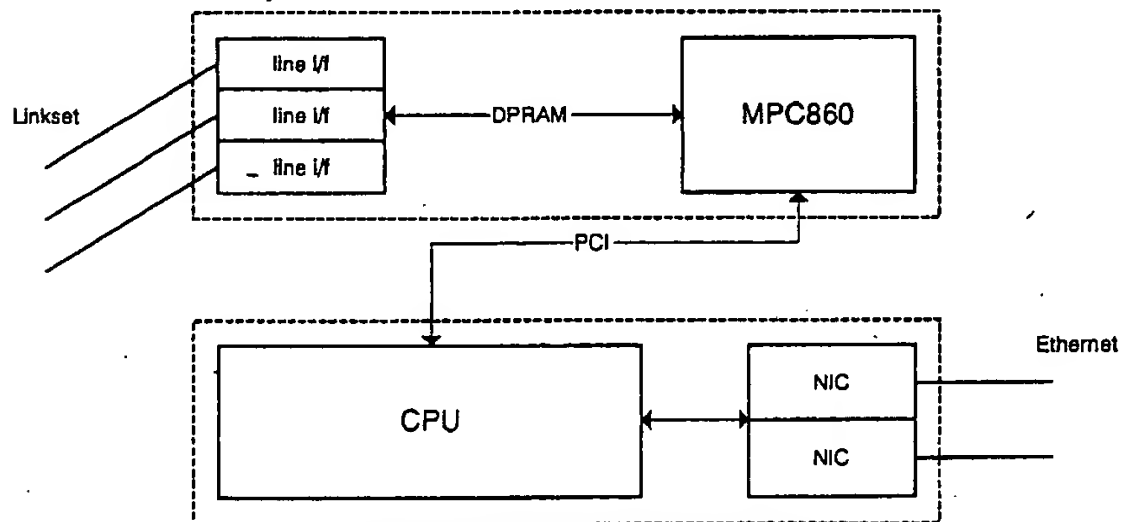 line i/f
Linkset
line i/f
DPRAM
MPC860
line i/f
PCI
Ethernet
NIC
CPU
NIC